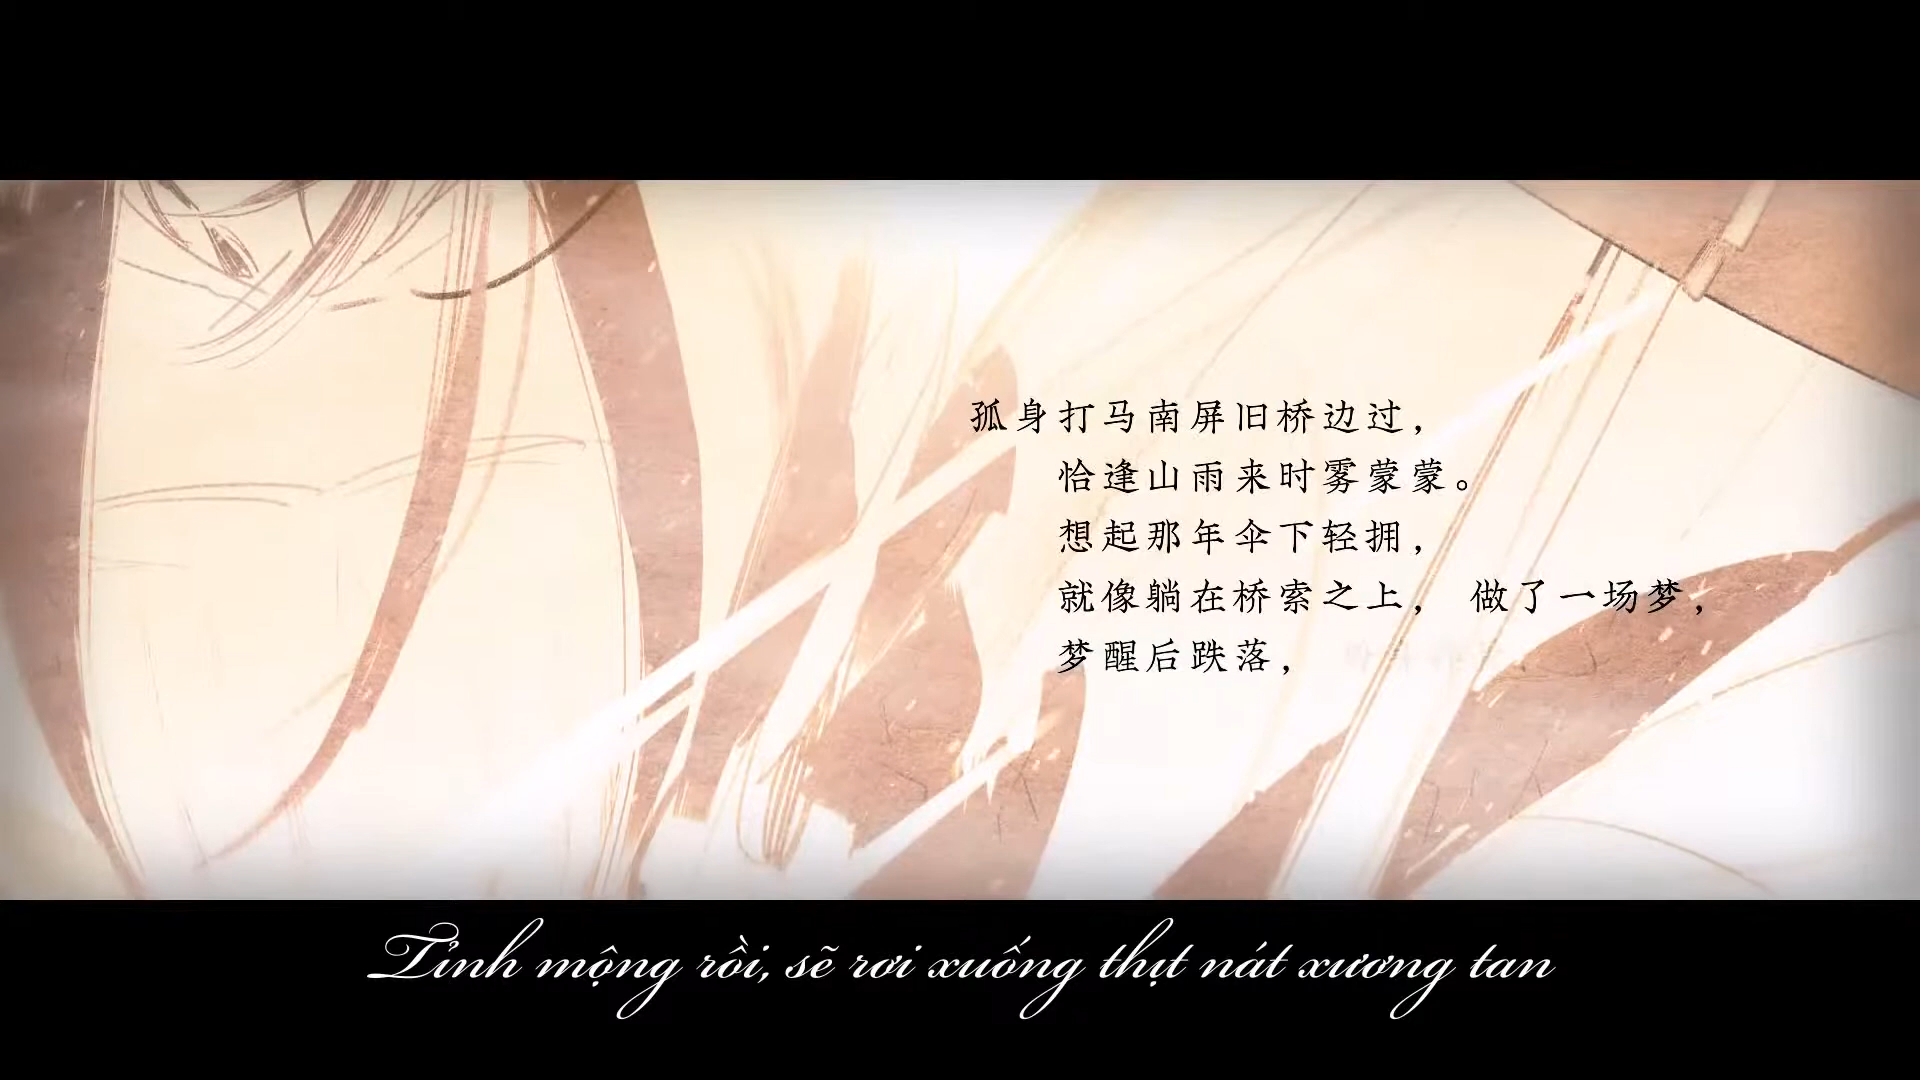 孤身打马南屏旧桥边过，
恰逢山雨来时雾蒙蒙。
想起那年伞下轻拥，
就像躺在桥索之上， 做了一场梦，
梦醒后跌落，
Tỉnh mộng rồi, sẽ rơi xuống thịt nát xương tan